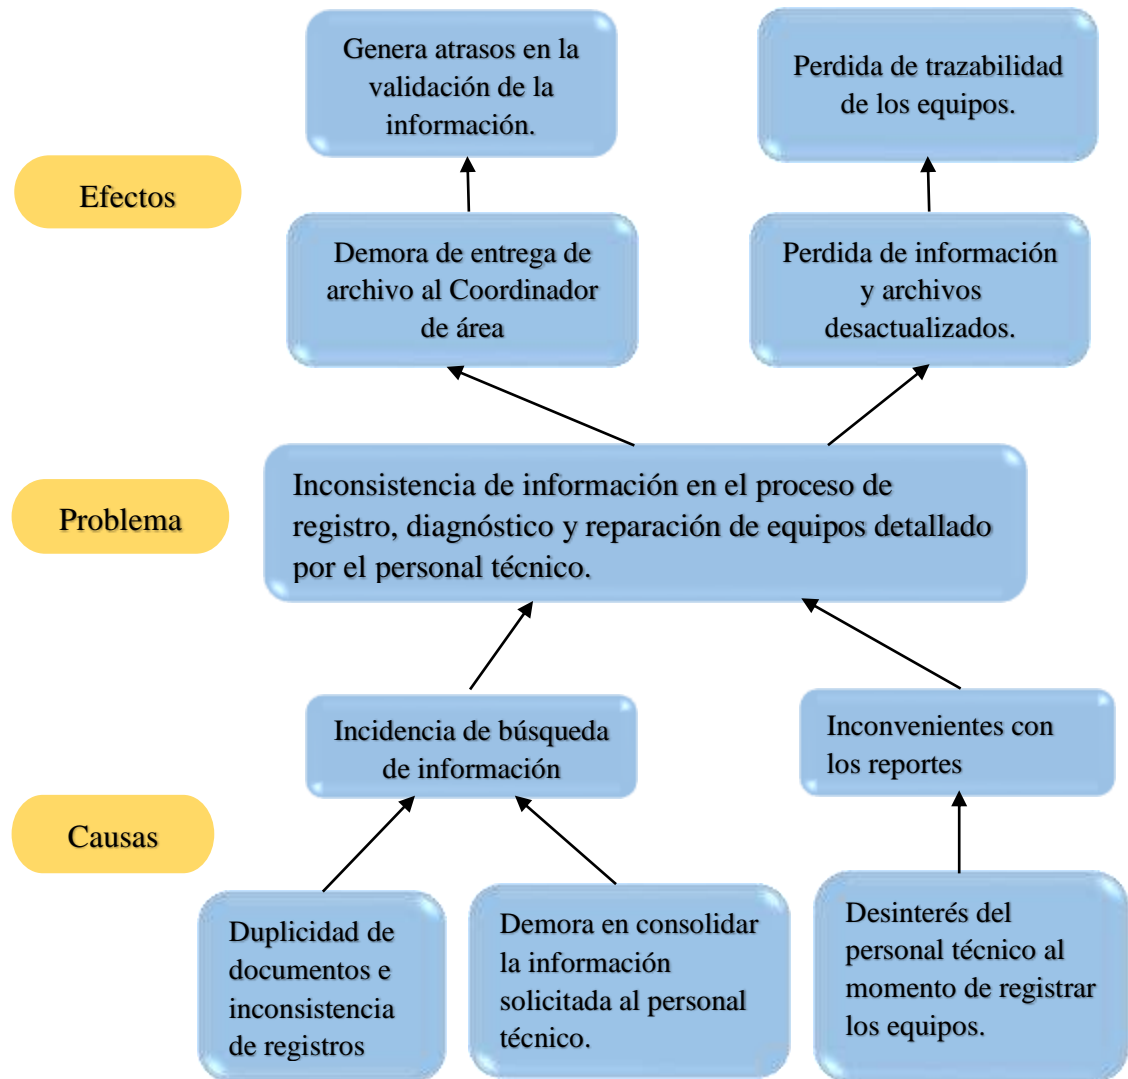 Genera atrasos en la
validación de la
información.
Perdida de trazabilidad
de los equipos.
Efectos
Demora de entrega de
archivo al Coordinador
de área
Perdida de información
y archivos
desactualizados.
Problema
Inconsistencia de información en el proceso de
registro, diagnóstico y reparación de equipos detallado
por el personal técnico.
Incidencia de búsqueda
de información
Inconvenientes con
los reportes
Causas
Duplicidad de
documentos e
inconsistencia
de registros
Demora en consolidar
la información
solicitada al personal
técnico.
Desinterés del
personal técnico al
momento de registrar
los equipos.